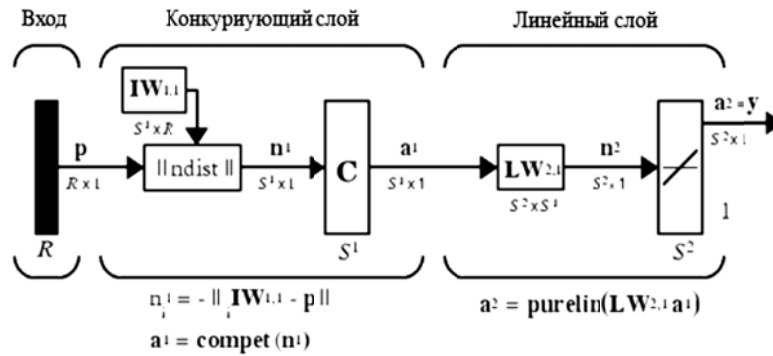 Вход
Конкуриующий слой
Линейный слой
IW1,1
S1 x R
p
R x 1
|| ndist ||
n1
S1 x 1
C
a1
S1 x 1
LW2,1
S2 x S1
n2
S2 x 1
a2 = y
S2 x 1
1
R
S1
S2
ni1 = - || iIW1,1 - p ||
a1 = compet (n1)
a2 = purelin(LW2,1 a1)